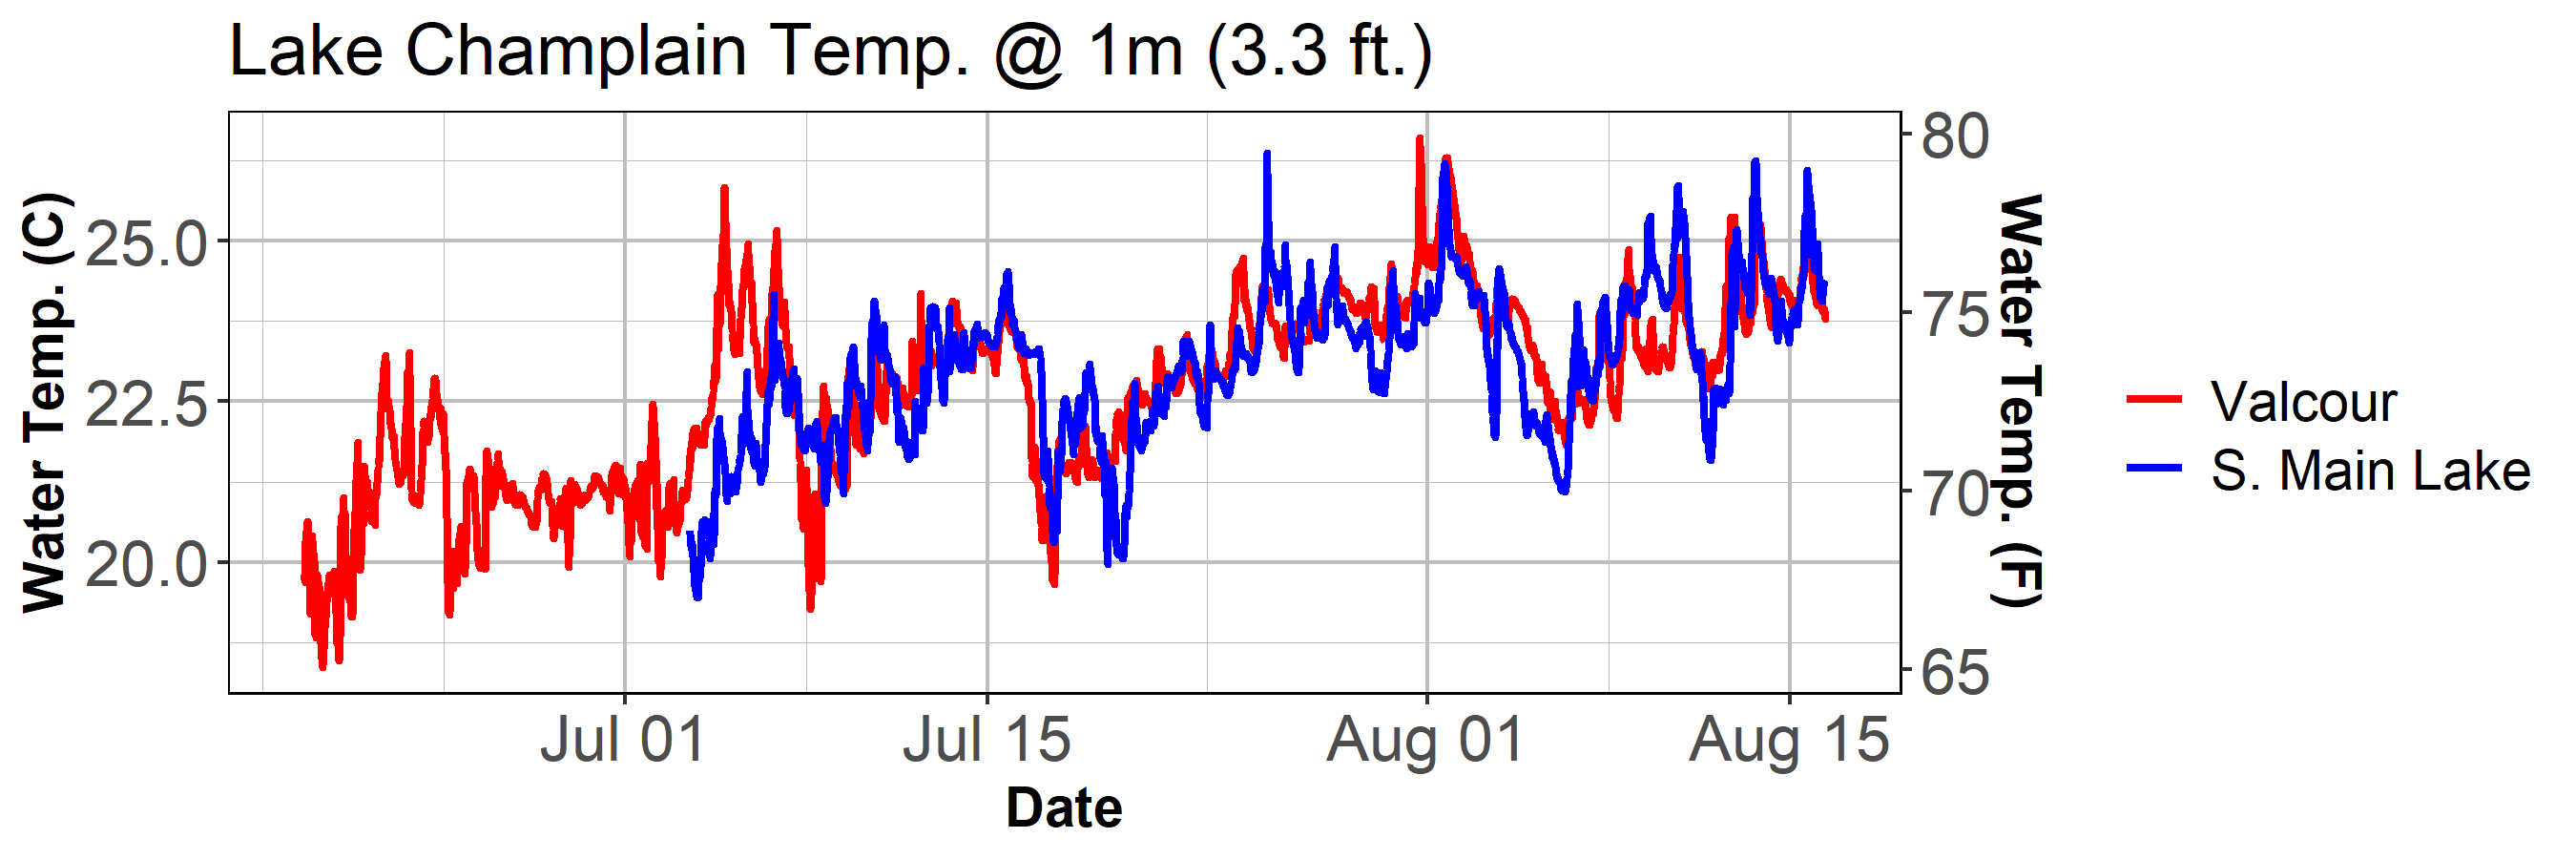 Lake Champlain Temp. @ 1m (3.3 ft.)
Water Temp. (C)
25.0
22.5
20.0
80
75
70
65
Water Temp. (F)
Jul 01
Jul 15
Aug 01
Aug 15
Date
Valcour
S. Main Lake